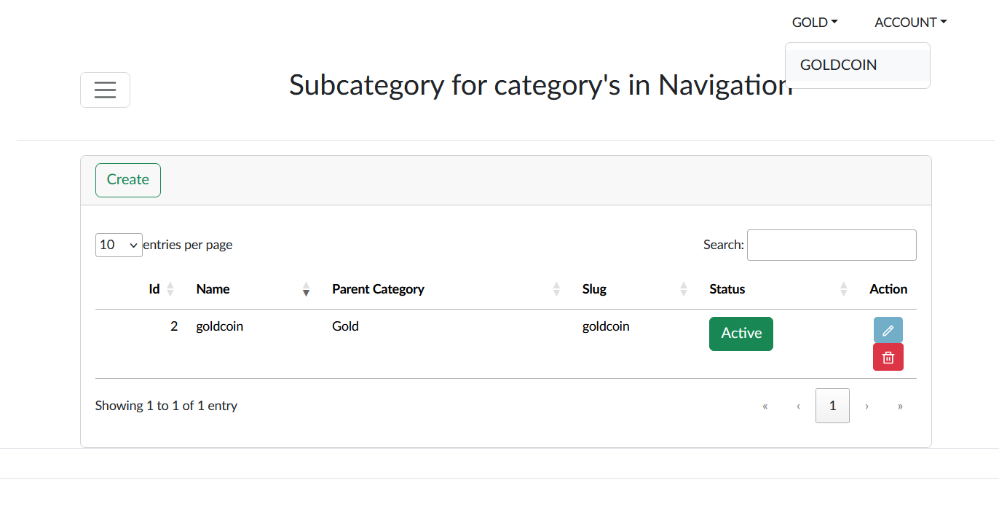 GOLD ACCOUNT
GOLDCOIN
Subcategory for category's in Navigation
Create
10 entries per page Search:
Id Name Parent Category Slug Status Action
2 goldcoin Gold goldcoin Active
Showing 1 to 1 of 1 entry « ‹ 1 › »